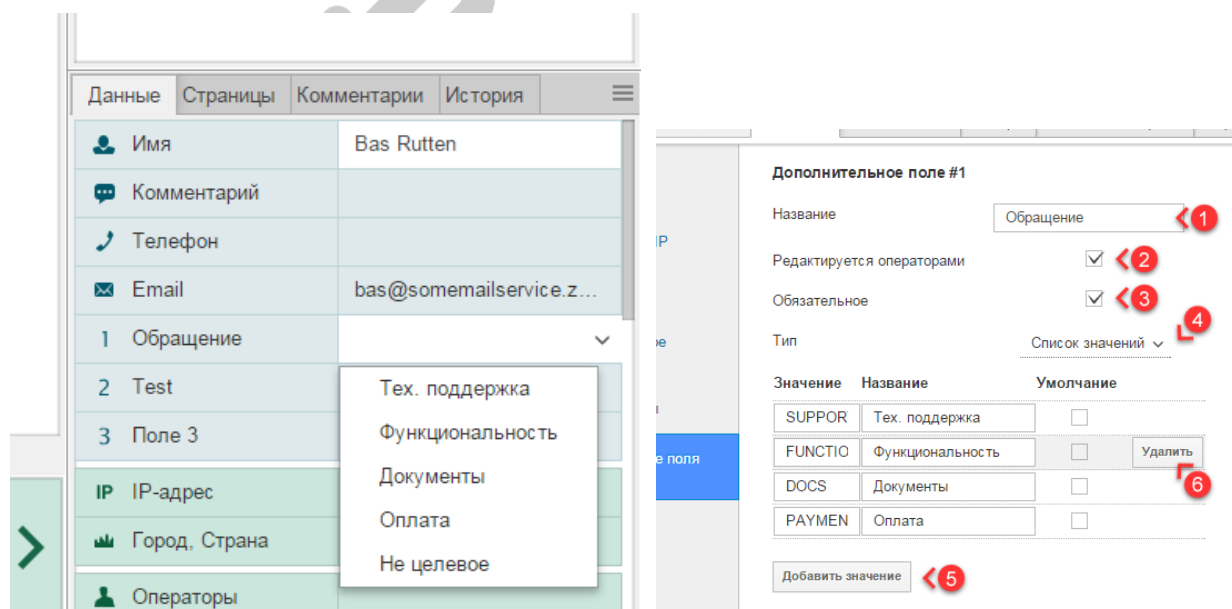 Данные Страницы Комментарии История
Имя Bas Rutten
Комментарий
Телефон
Email bas@somemailservice.z...
1 Обращение
2 Test
3 Поле 3
Тех. поддержка
Функциональность
Документы
Оплата
Не целевое
IP IP-адрес
Город, Страна
Операторы
Дополнительное поле #1
Название Обращение 1
Редактируется операторами 2
Обязательное 3
Тип Список значений 4
Значение Название Умолчание
SUPPOR Тех. поддержка
FUNCTIO Функциональность Удалить
6
DOCS Документы
PAYMEN Оплата
Добавить значение 5
IP
ое
е поля